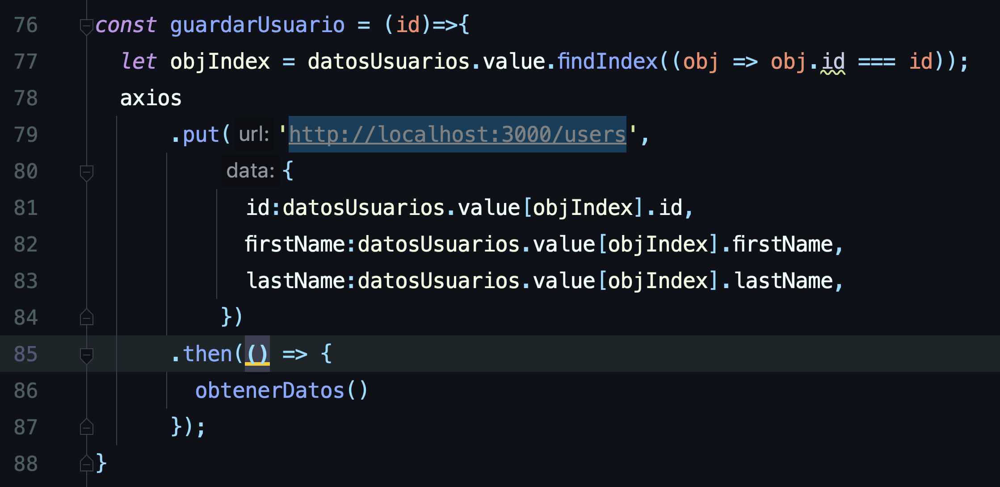 76 const guardarUsuario = (id)=>{
77 let objIndex = datosUsuarios.value.findIndex((obj => obj.id === id));
78 axios
79 .put( url: 'http://localhost:3000/users',
80 data: {
81 id:datosUsuarios.value[objIndex].id,
82 firstName:datosUsuarios.value[objIndex].firstName,
83 lastName:datosUsuarios.value[objIndex].lastName,
84 })
85 .then(() => {
86 obtenerDatos()
87 });
88 }